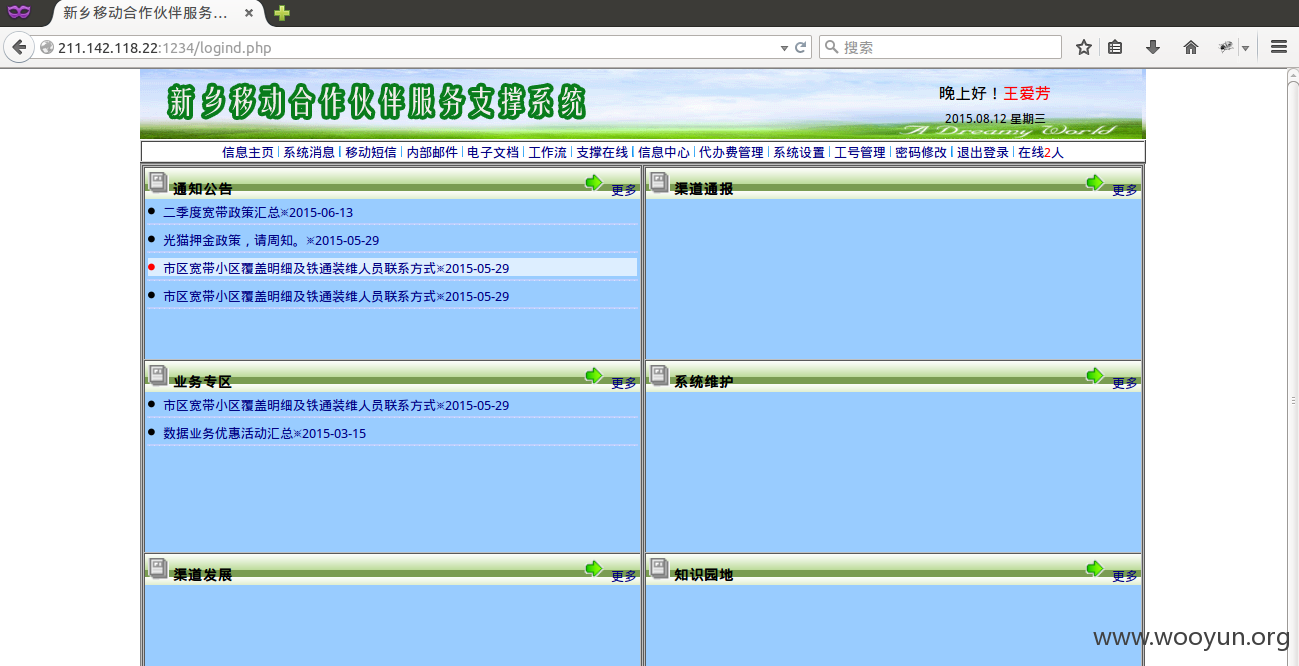 新乡移动合作伙伴服务...
211.142.118.22:1234/logind.php
搜索
新乡移动合作伙伴服务支撑系统
晚上好！王爱芳
2015.08.12 星期三
A Dreamy World
信息主页 | 系统消息 | 移动短信 | 内部邮件 | 电子文档 | 工作流 | 支撑在线 | 信息中心 | 代办费管理 | 系统设置 | 工号管理 | 密码修改 | 退出登录 | 在线2人
通知公告 更多
二季度宽带政策汇总※2015-06-13
光猫押金政策，请周知。※2015-05-29
市区宽带小区覆盖明细及铁通装维人员联系方式※2015-05-29
市区宽带小区覆盖明细及铁通装维人员联系方式※2015-05-29
渠道通报 更多
业务专区 更多
市区宽带小区覆盖明细及铁通装维人员联系方式※2015-05-29
数据业务优惠活动汇总※2015-03-15
系统维护 更多
渠道发展 更多
知识园地 更多
www.wooyun.org